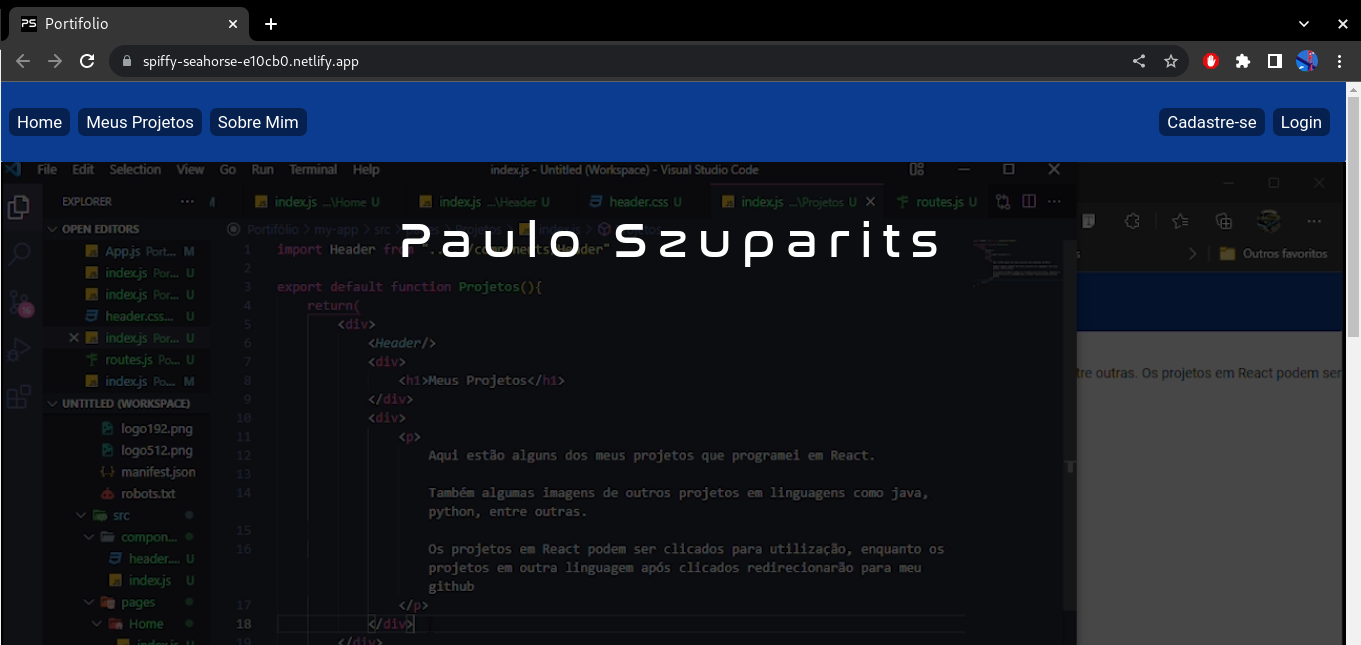 PS Portifolio
spiffy-seahorse-e10cb0.netlify.app
Home Meus Projetos Sobre Mim Cadastre-se Login
File Edit Selection View Go Run Terminal Help index.js - Untitled (Workspace) - Visual Studio Code
EXPLORER ... index.js ...\Home U index.js ...\Header U header.css U index.js ...\Projetos U routes.js U ...
OPEN EDITORS
Portifólio > my-app > src >
Paulo Szuparits
App.js Port... M
index.js Por... U
index.js Por... U
header.css... U
index.js Por... U
routes.js Po... U
index.js Po... M
UNTITLED (WORKSPACE)
logo192.png
logo512.png
manifest.json
robots.txt
src
compon...
header.... U
index.js U
pages
Home
index.js U
1 import Header from "../../components/Header"
2
3 export default function Projetos(){
4 return(
5 <div>
6 <Header/>
7 <div>
8 <h1>Meus Projetos</h1>
9 </div>
10 <div>
11 <p>
12 Aqui estão alguns dos meus projetos que programei em React.
13
14 Também algumas imagens de outros projetos em linguagens como java,
python, entre outras.
15
16 Os projetos em React podem ser clicados para utilização, enquanto os
projetos em outra linguagem após clicados redirecionarão para meu
github
17 </p>
18 </div>
19 </div>
Outros favoritos
tre outras. Os projetos em React podem ser